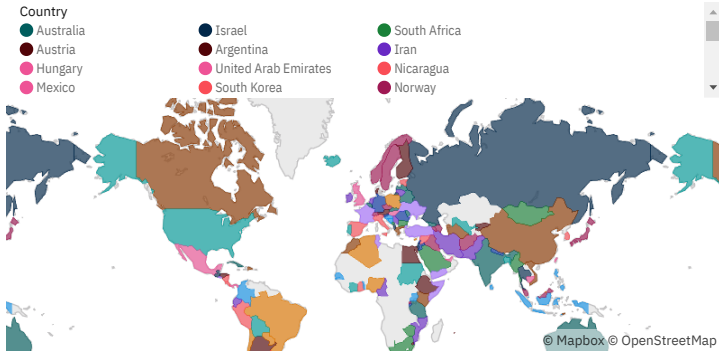 Country
Australia Israel South Africa
Austria Argentina Iran
Hungary United Arab Emirates Nicaragua
Mexico South Korea Norway
© Mapbox © OpenStreetMap